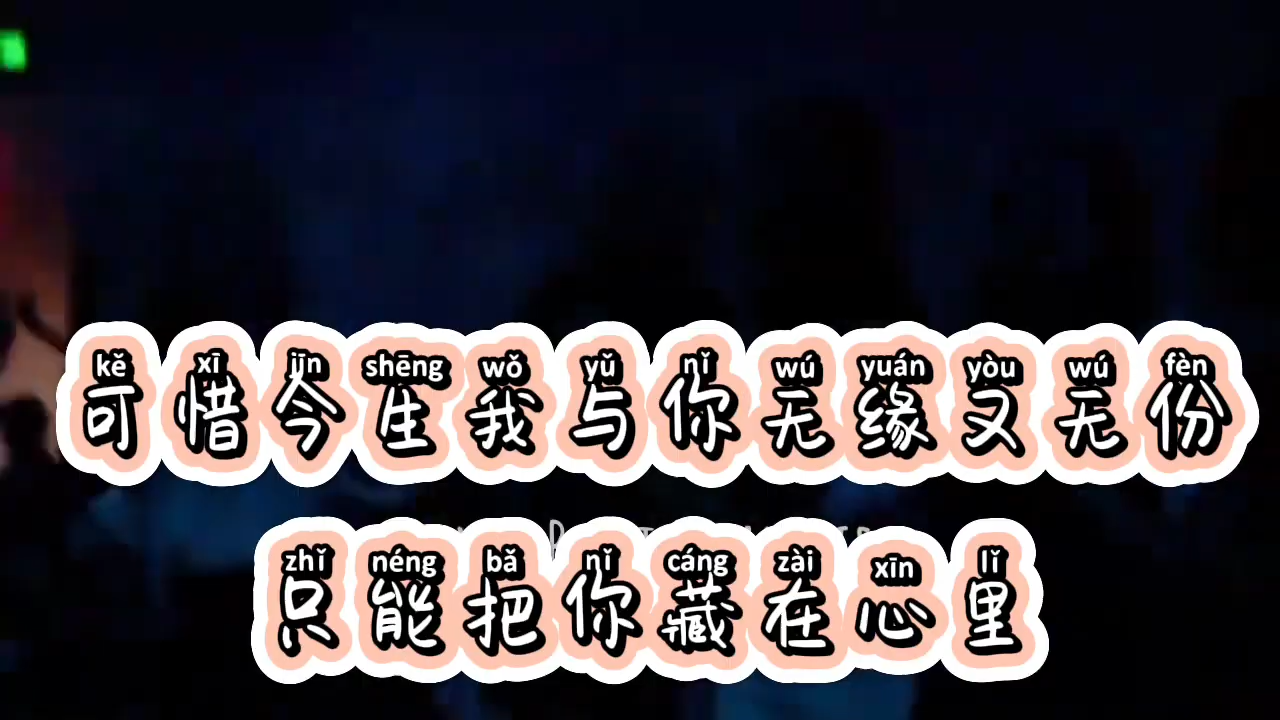 kě xī jīn shēng wǒ yǔ nǐ wú yuán yòu wú fèn
可惜今生我与你无缘又无份
zhǐ néng bǎ nǐ cáng zài xīn lǐ
只能把你藏在心里